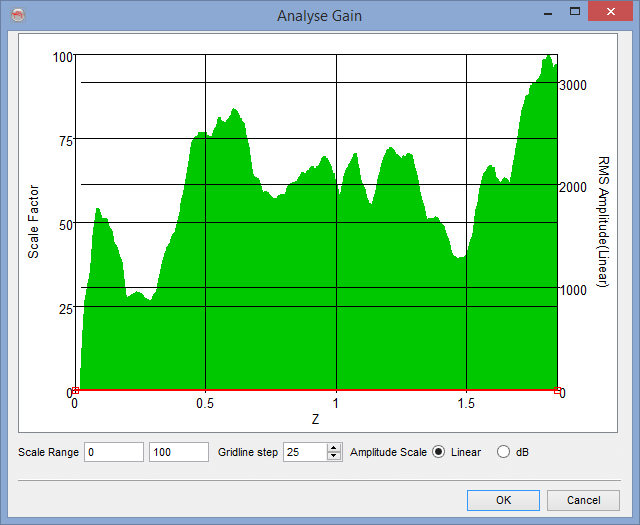 Analyse Gain
100
75
50
25
0
Scale Factor
3000
2000
1000
0
RMS Amplitude(Linear)
0 0.5 1 1.5
Z
Scale Range 0 100 Gridline step 25 Amplitude Scale Linear dB
OK Cancel